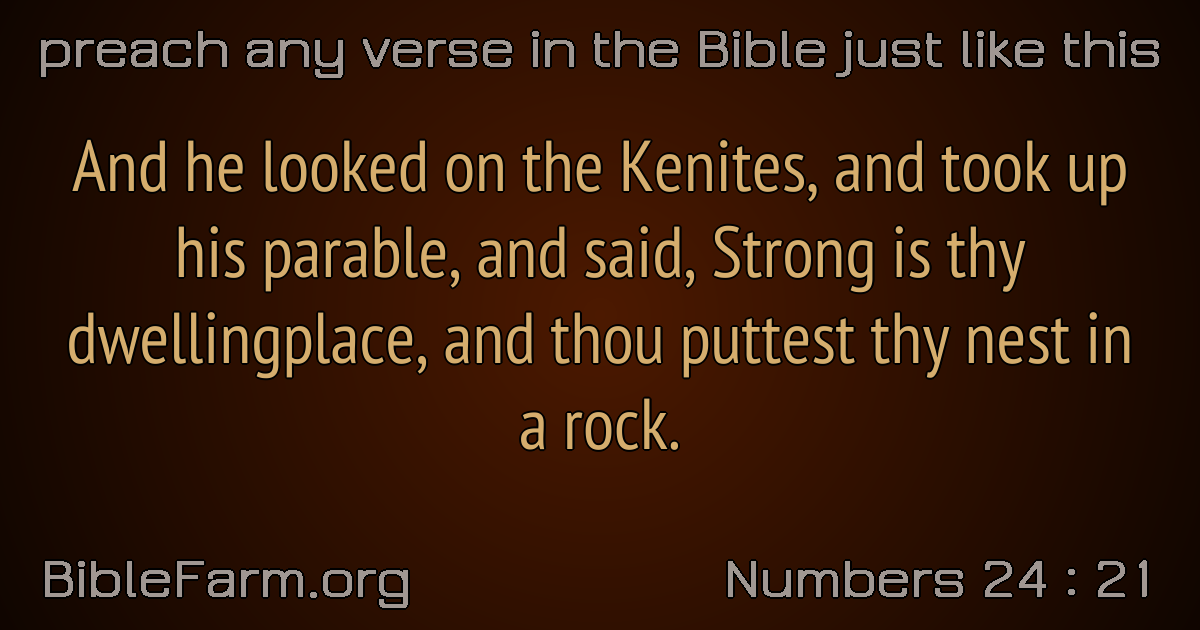 preach any verse in the Bible just like this
And he looked on the Kenites, and took up
his parable, and said, Strong is thy
dwellingplace, and thou puttest thy nest in
a rock.
BibleFarm.org
Numbers 24 : 21